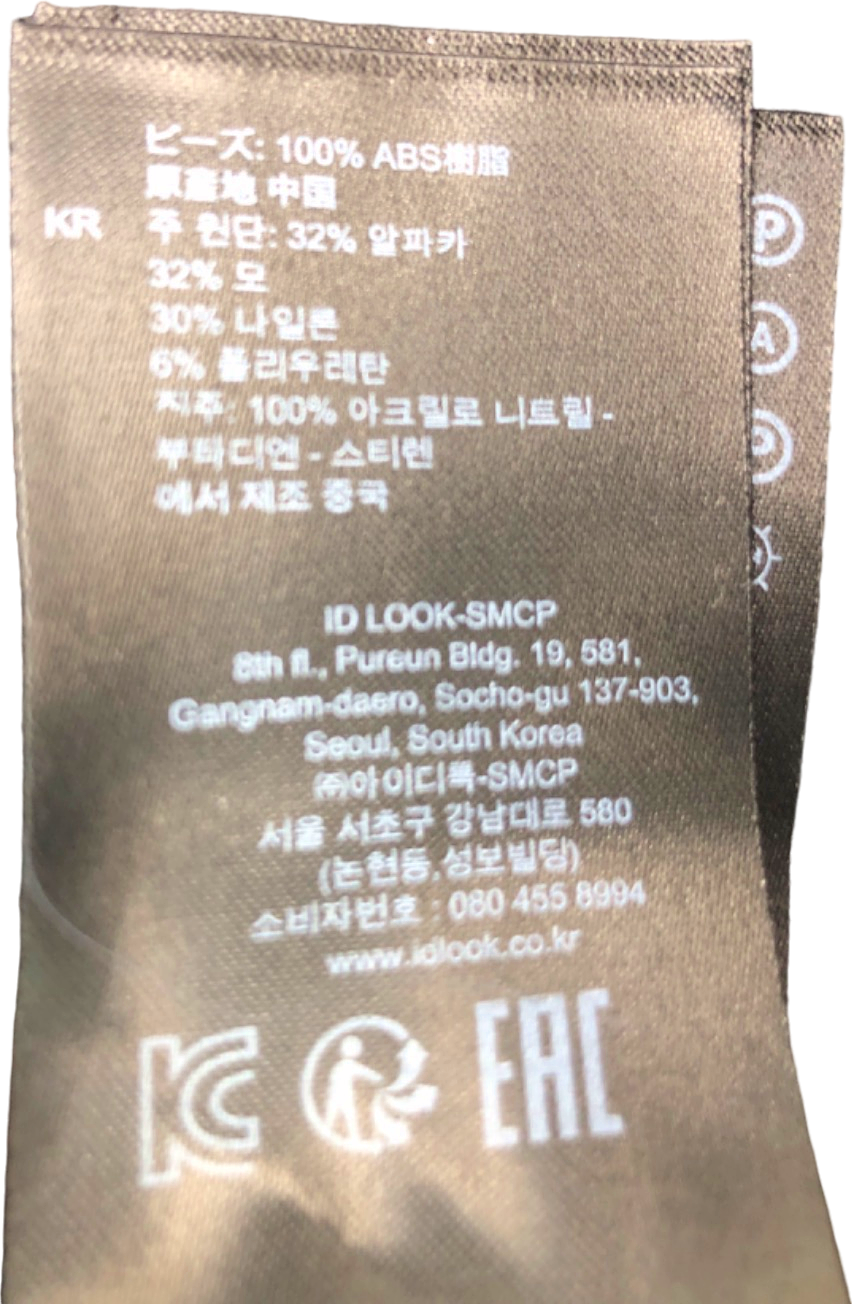 ビーズ: 100% ABS樹脂
原産地 中国
KR 주 원단: 32% 알파카
32% 모
30% 나일론
6% 폴리우레탄
진주: 100% 아크릴로 니트릴 -
부타디엔 - 스티렌
에서 제조 중국
ID LOOK-SMCP
8th fl., Pureun Bldg. 19, 581,
Gangnam-daero, Socho-gu 137-903,
Seoul, South Korea
㈜아이디룩-SMCP
서울 서초구 강남대로 580
(논현동,성보빌딩)
소비자번호 : 080 455 8994
www.idlook.co.kr
KC EAC
P
A